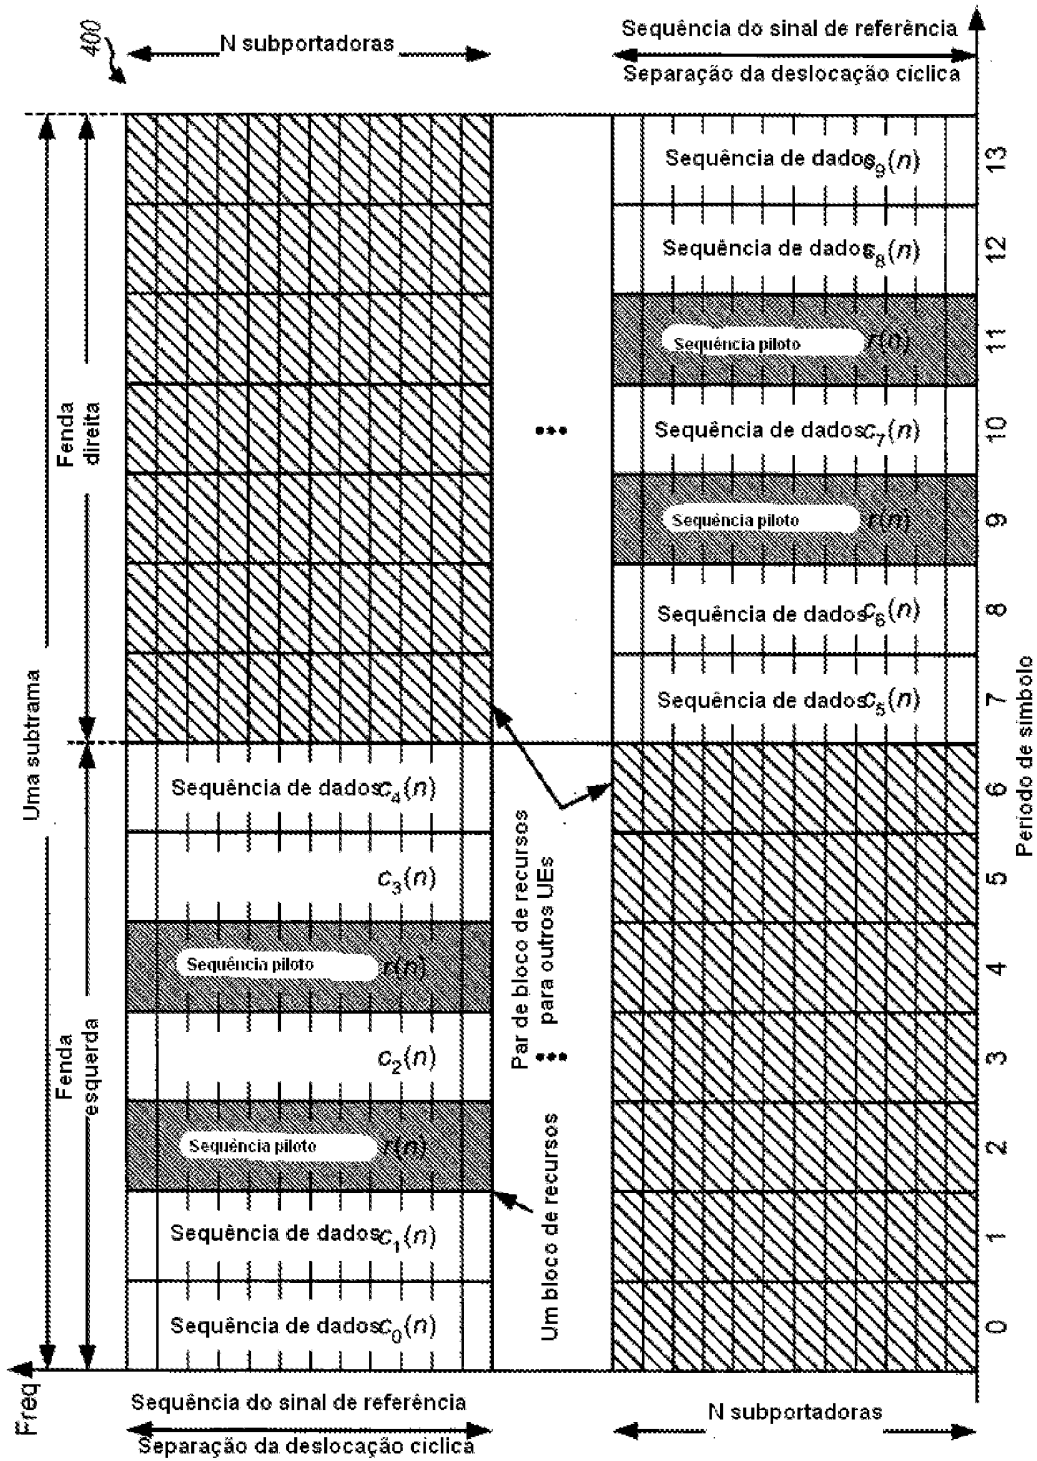 400
N subportadoras
Sequência do sinal de referência
Separação da deslocação cíclica
Uma subtrama
Fenda
direita
Fenda
esquerda
Sequência de dados c9(n)
Sequência de dados c8(n)
Sequência piloto r(n)
Sequência de dados c7(n)
Sequência piloto r(n)
Sequência de dados c6(n)
Sequência de dados c5(n)
•••
Sequência de dados c4(n)
c3(n)
Sequência piloto r(n)
c2(n)
Sequência piloto r(n)
Sequência de dados c1(n)
Sequência de dados c0(n)
Par de bloco de recursos
para outros UEs
•••
Um bloco de recursos
13
12
11
10
9
8
7
6
5
4
3
2
1
0
Período de símbolo
Freq
Sequência do sinal de referência
Separação da deslocação cíclica
N subportadoras